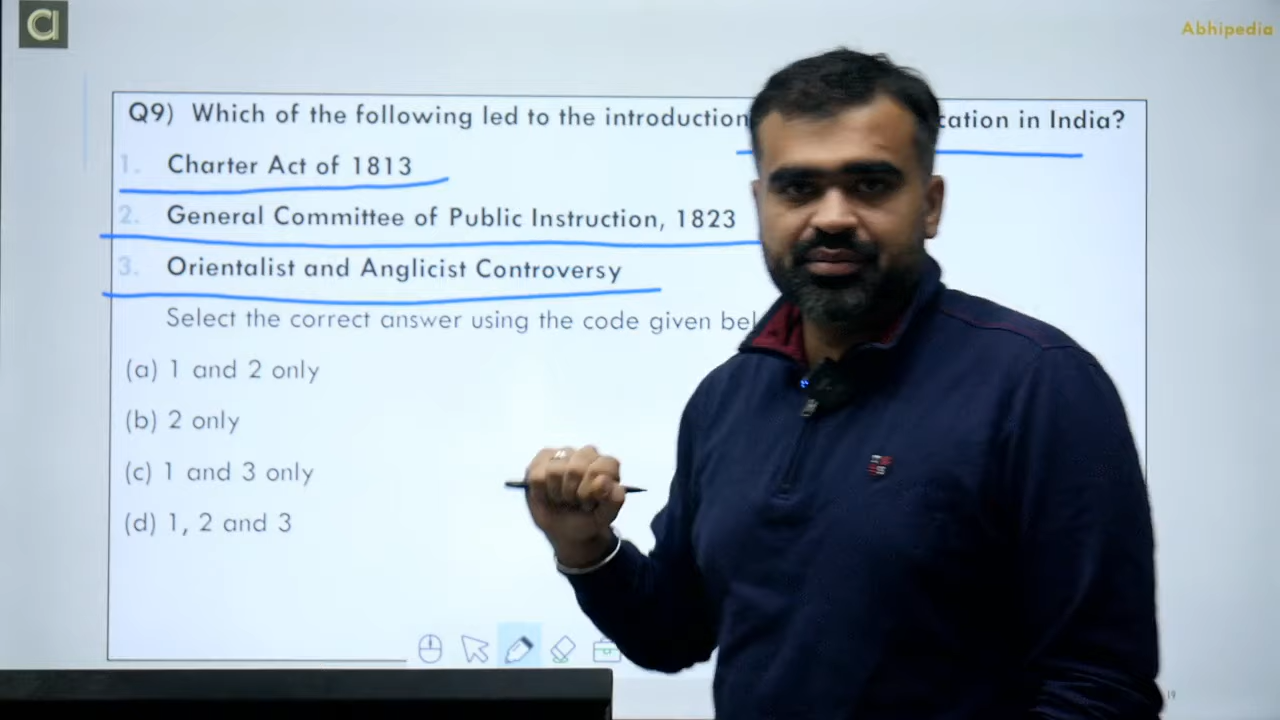 Abhipedia
Q9) Which of the following led to the introduction cation in India?
1. Charter Act of 1813
2. General Committee of Public Instruction, 1823
3. Orientalist and Anglicist Controversy
Select the correct answer using the code given bel
(a) 1 and 2 only
(b) 2 only
(c) 1 and 3 only
(d) 1, 2 and 3
19